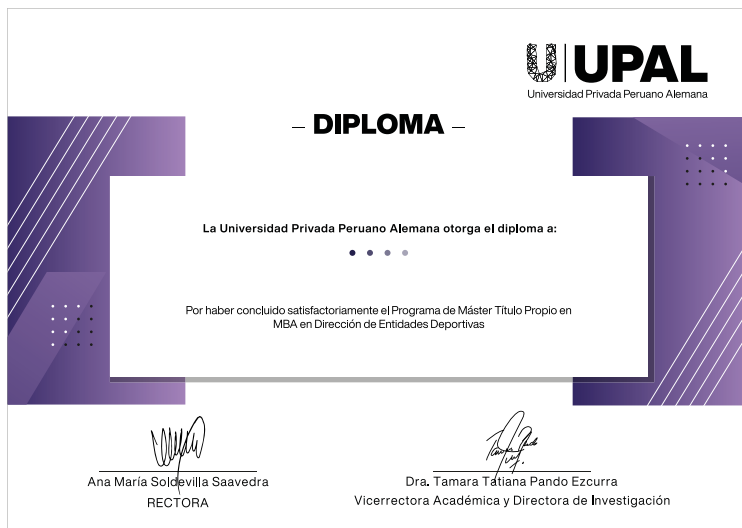 UPAL
Universidad Privada Peruano Alemana
– DIPLOMA –
La Universidad Privada Peruano Alemana otorga el diploma a:
Por haber concluido satisfactoriamente el Programa de Máster Título Propio en
MBA en Dirección de Entidades Deportivas
Ana María Soldevilla Saavedra
RECTORA
Dra. Tamara Tatiana Pando Ezcurra
Vicerrectora Académica y Directora de Investigación